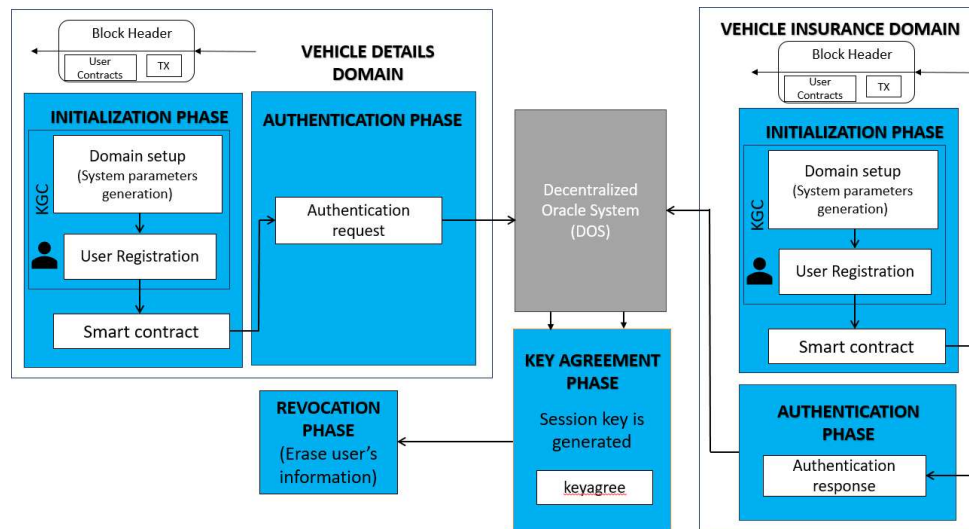 Block Header
User
Contracts
TX
VEHICLE DETAILS
DOMAIN
INITIALIZATION PHASE
KGC
Domain setup
(System parameters
generation)
User Registration
Smart contract
AUTHENTICATION PHASE
Authentication
request
Decentralized
Oracle System
(DOS)
KEY AGREEMENT
PHASE
Session key is
generated
keyagree
REVOCATION
PHASE
(Erase user's
information)
VEHICLE INSURANCE DOMAIN
Block Header
User
Contracts
TX
INITIALIZATION PHASE
KGC
Domain setup
(System parameters
generation)
User Registration
Smart contract
AUTHENTICATION
PHASE
Authentication
response